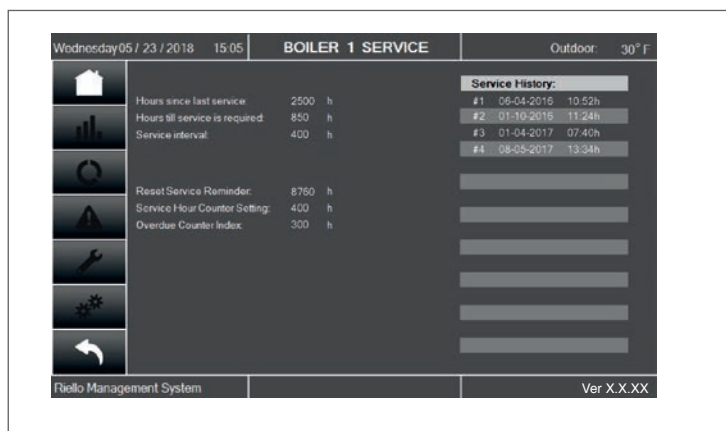 Wednesday 05 / 23 / 2018 15:05
BOILER 1 SERVICE
Outdoor: 30° F
Hours since last service: 2500 h
Hours till service is required: 850 h
Service interval: 400 h
Reset Service Reminder: 8760 h
Service Hour Counter Setting: 400 h
Overdue Counter Index: 300 h
Service History:
#1 06-04-2016 10:52h
#2 01-10-2016 11:24h
#3 01-04-2017 07:40h
#4 08-05-2017 13:34h
Riello Management System
Ver X.X.XX